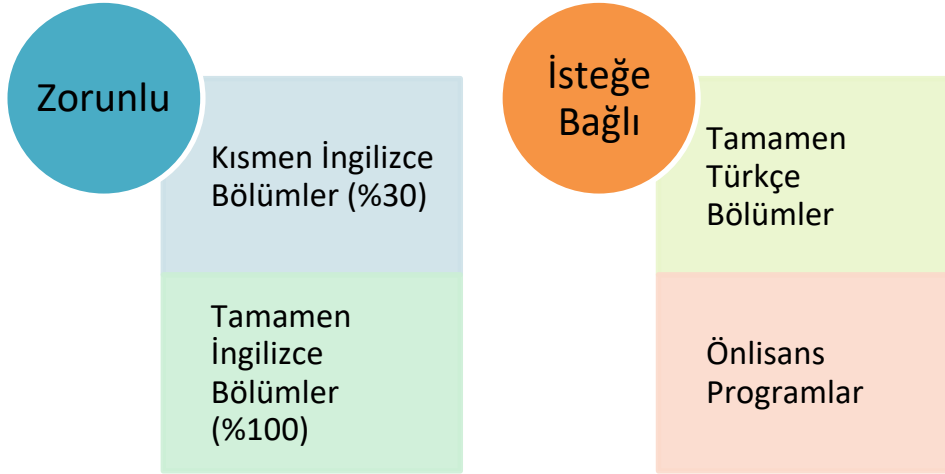 Zorunlu
Kısmen İngilizce
Bölümler (%30)
Tamamen
İngilizce
Bölümler
(%100)
İsteğe
Bağlı
Tamamen
Türkçe
Bölümler
Önlisans
Programlar